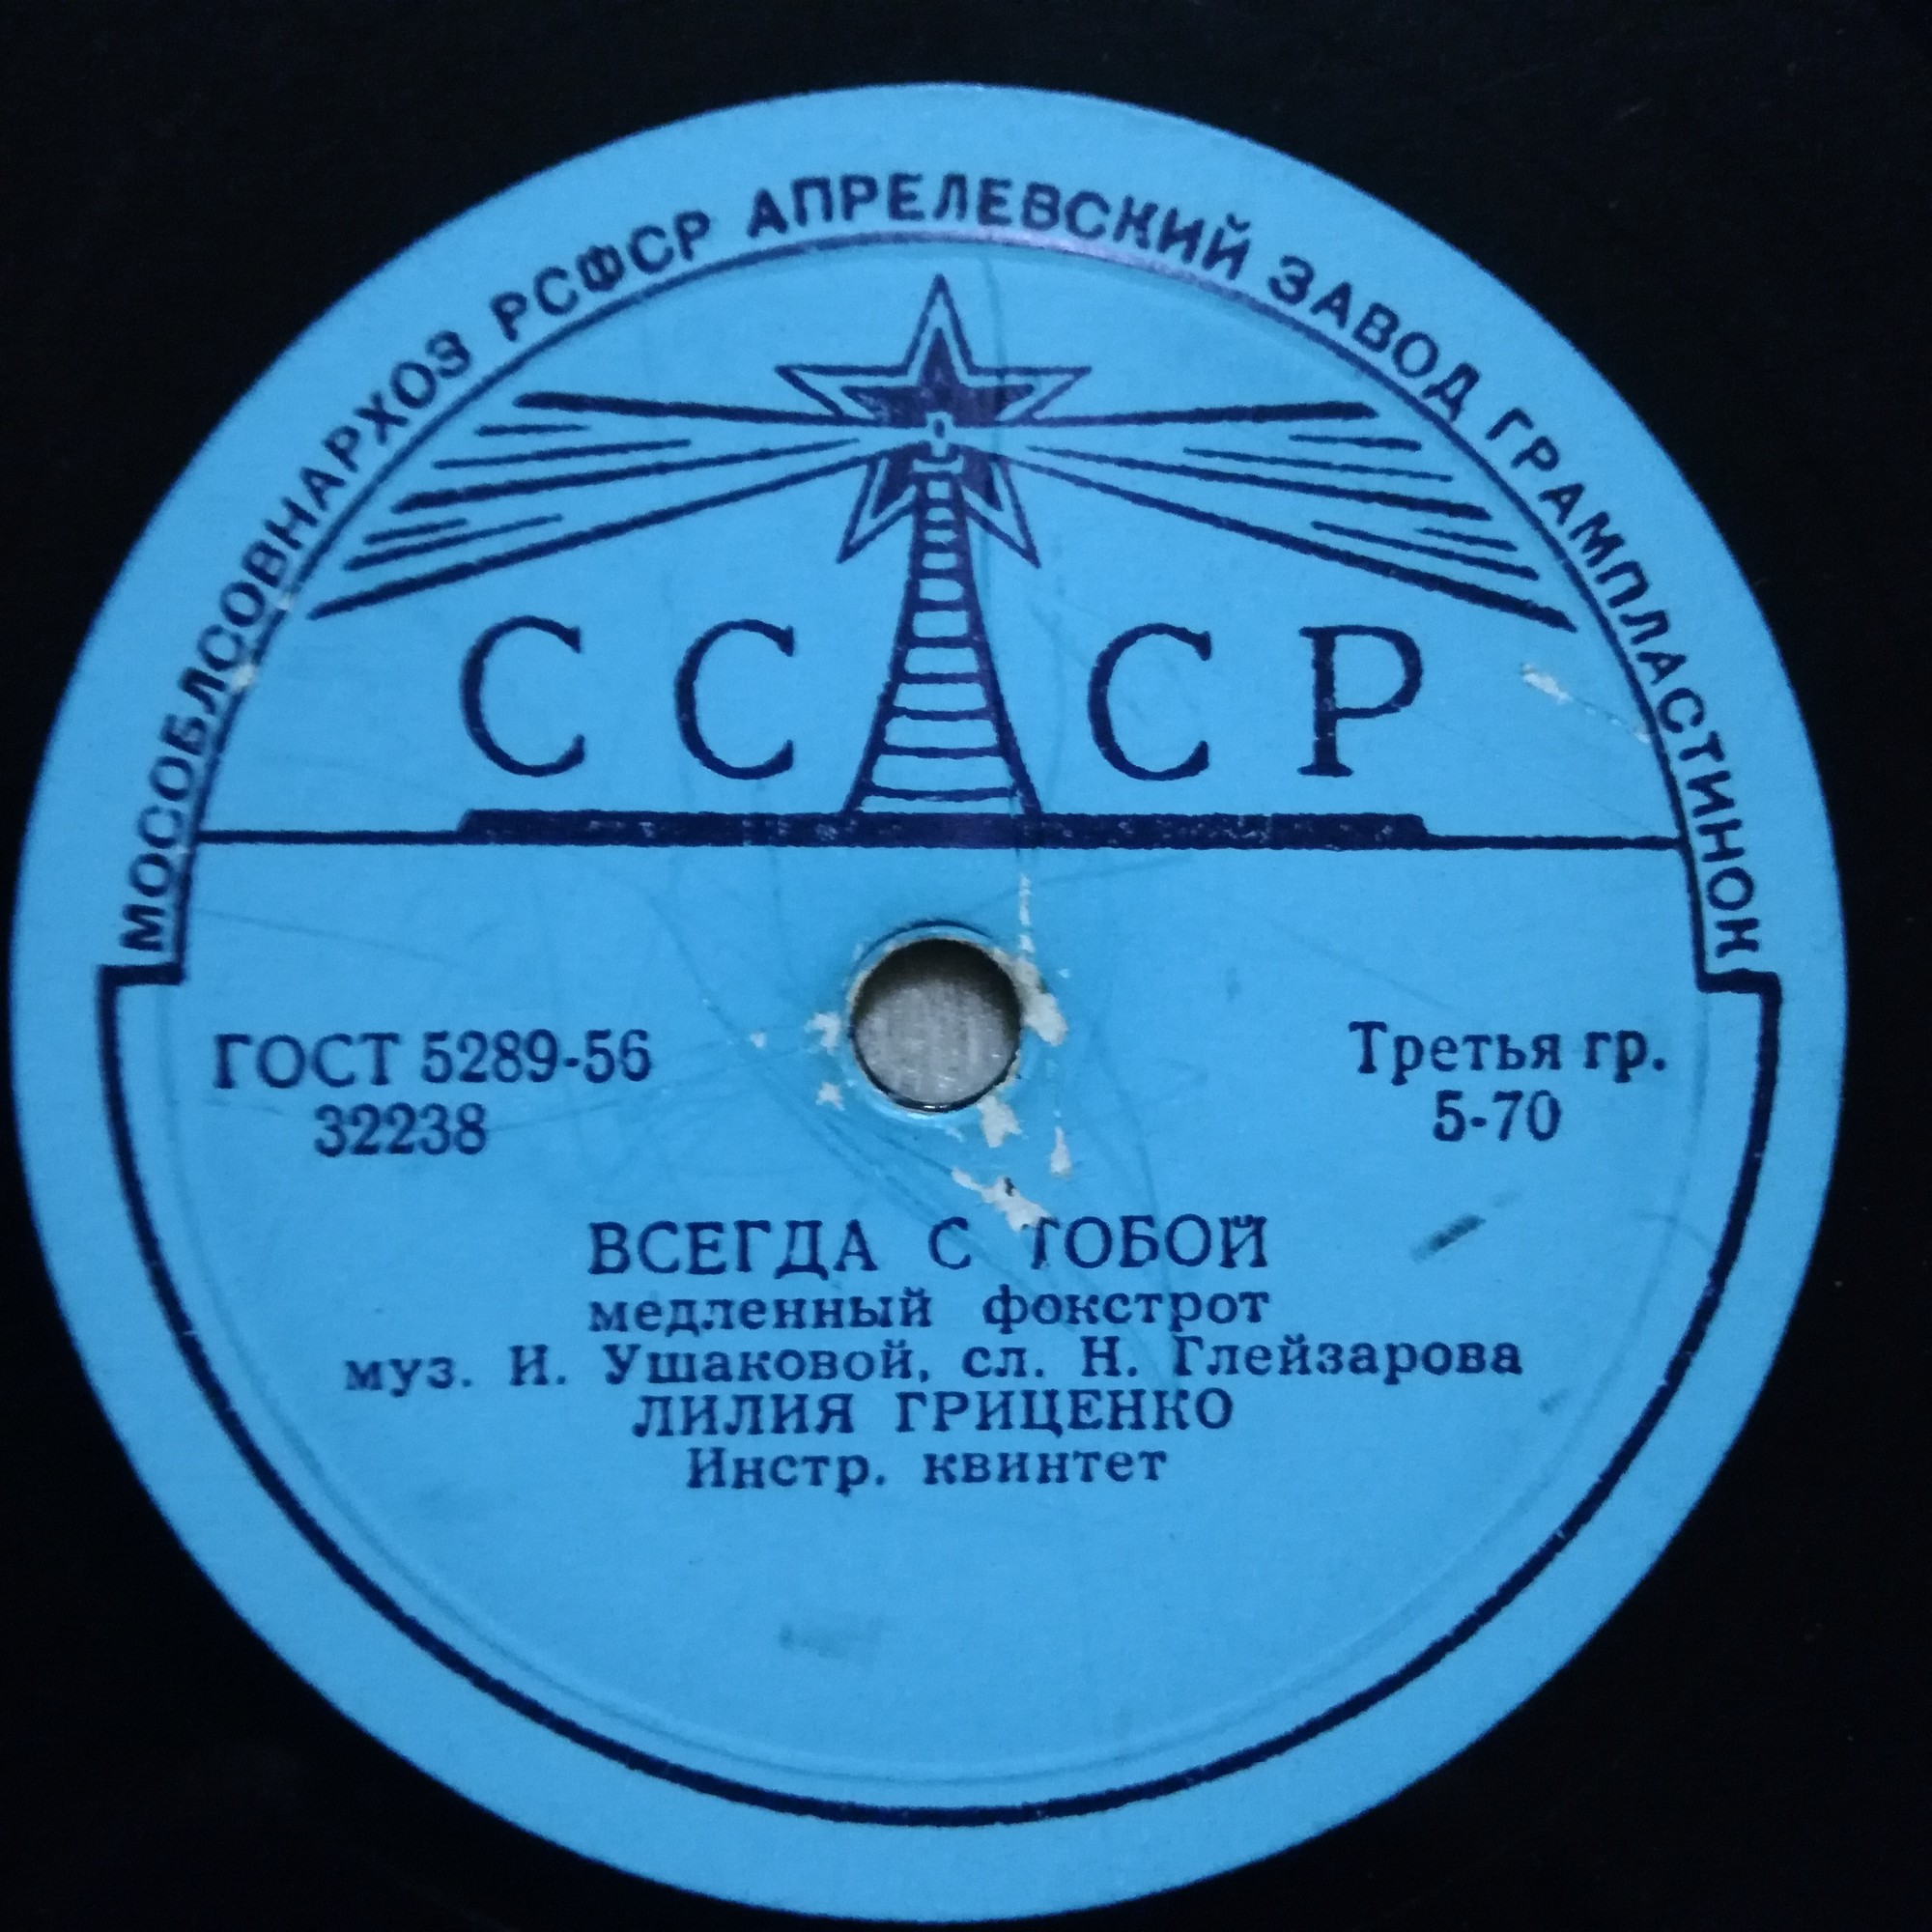 МОСОБЛСОВНАРХОЗ РСФСР АПРЕЛЕВСКИЙ ЗАВОД ГРАМПЛАСТИНОК
СССР
ГОСТ 5289-56
32238
Третья гр.
5-70
ВСЕГДА С ТОБОЙ
медленный фокстрот
муз. И. Ушаковой, сл. Н. Глейзарова
ЛИЛИЯ ГРИЦЕНКО
Инстр. квинтет